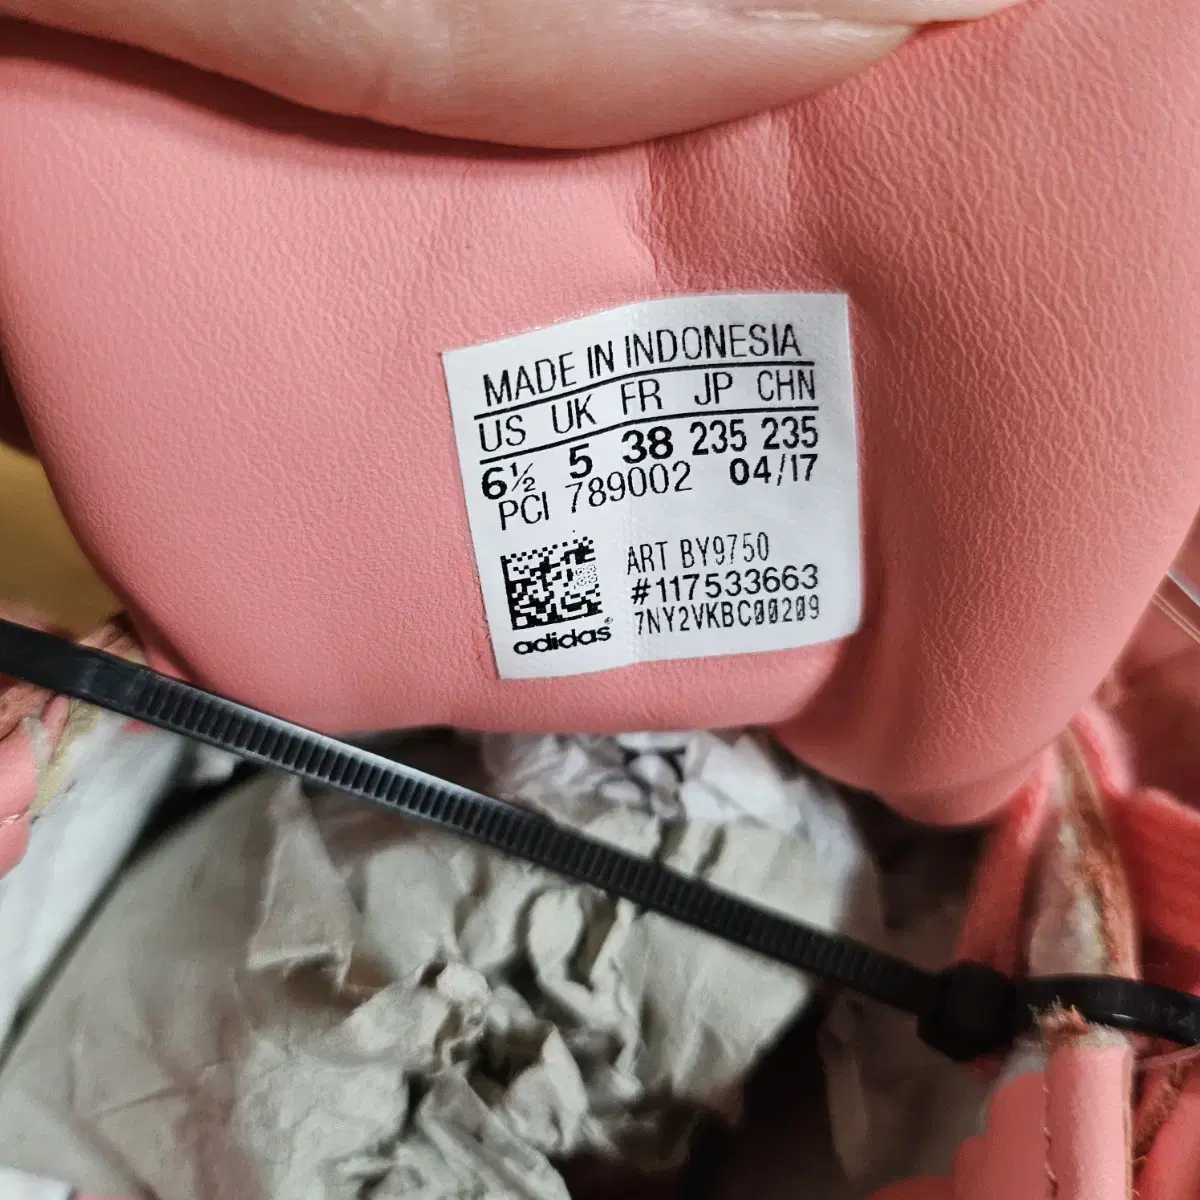 MADE IN INDONESIA
US UK FR JP CHN
6½ 5 38 235 235
PCI 789002 04/17
ART BY9750
#117533663
7NY2VKBC00209
adidas®